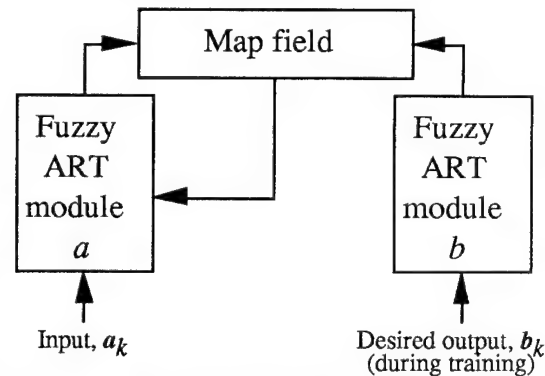 Map field
Fuzzy
ART
module
a
Fuzzy
ART
module
b
Input, a_k
Desired output, b_k
(during training)